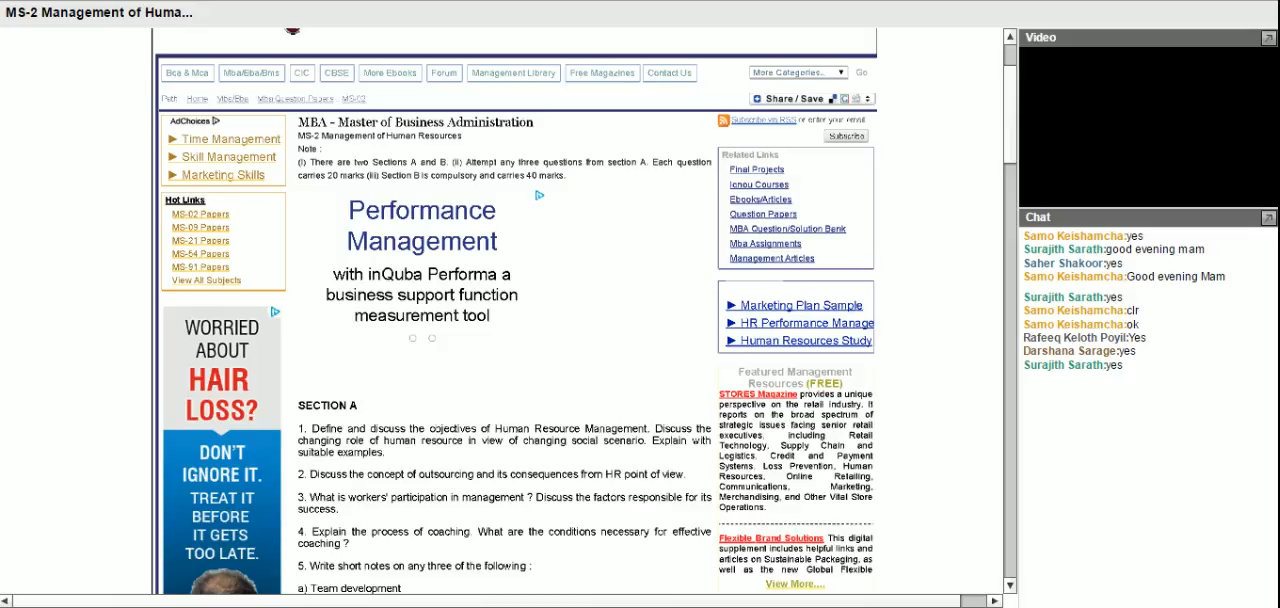 MS-2 Management of Huma...
Bca & Mca
Mba/Bba/Bms
CIC
CBSE
More Ebooks
Forum
Management Library
Free Magazines
Contact Us
More Categories..
Go
Path
Home
Mba/Bba
Mba Question Papers
MS-02
Share / Save
AdChoices
Time Management
Skill Management
Marketing Skills
Hot Links
MS-02 Papers
MS-09 Papers
MS-21 Papers
MS-54 Papers
MS-91 Papers
View All Subjects
WORRIED
ABOUT
HAIR
LOSS?
DON'T
IGNORE IT.
TREAT IT
BEFORE
IT GETS
TOO LATE.
MBA - Master of Business Administration
MS-2 Management of Human Resources
Note :
(i) There are two Sections A and B. (ii) Attempt any three questions from section A. Each question
carries 20 marks (iii) Section B is compulsory and carries 40 marks.
Performance
Management
with inQuba Performa a
business support function
measurement tool
SECTION A
1. Define and discuss the cojectives of Human Resource Management. Discuss the
changing role of human resource in view of changing social scenario. Explain with
suitable examples.
2. Discuss the concept of outsourcing and its consequences from HR point of view.
3. What is workers' participation in management ? Discuss the factors responsible for its
success.
4. Explain the process of coaching. What are the conditions necessary for effective
coaching ?
5. Write short notes on any three of the following :
a) Team development
Subscribe via RSS or enter your email
Subscribe
Related Links
Final Projects
Ignou Courses
Ebooks/Articles
Question Papers
MBA Question/Solution Bank
Mba Assignments
Management Articles
Marketing Plan Sample
HR Performance Manage
Human Resources Study
Featured Management
Resources (FREE)
STORES Magazine provides a unique
perspective on the retail industry. It
reports on the broad spectrum of
strategic issues facing senior retail
executives, including Retail
Technology, Supply Chain and
Logistics, Credit and Payment
Systems, Loss Prevention, Human
Resources, Online Retailing,
Communications, Marketing,
Merchandising, and Other Vital Store
Operations.
Flexible Brand Solutions This digital
supplement includes helpful links and
articles on Sustainable Packaging, as
well as the new Global Flexible
View More....
Video
Chat
Samo Keishamcha:yes
Surajith Sarath:good evening mam
Saher Shakoor:yes
Samo Keishamcha:Good evening Mam
Surajith Sarath:yes
Samo Keishamcha:clr
Samo Keishamcha:ok
Rafeeq Keloth Poyil:Yes
Darshana Sarage:yes
Surajith Sarath:yes